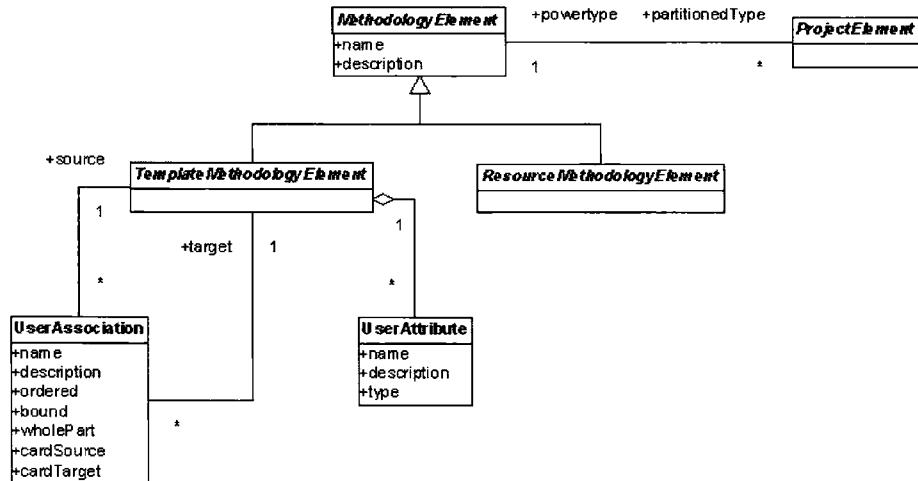 MethodologyElement
+name
+description
+powertype
+partitionedType
1
*
ProjectElement
+source
TemplateMethodologyElement
ResourceMethodologyElement
1
*
+target
1
*
1
*
UserAssociation
+name
+description
+ordered
+bound
+wholePart
+cardSource
+cardTarget
UserAttribute
+name
+description
+type